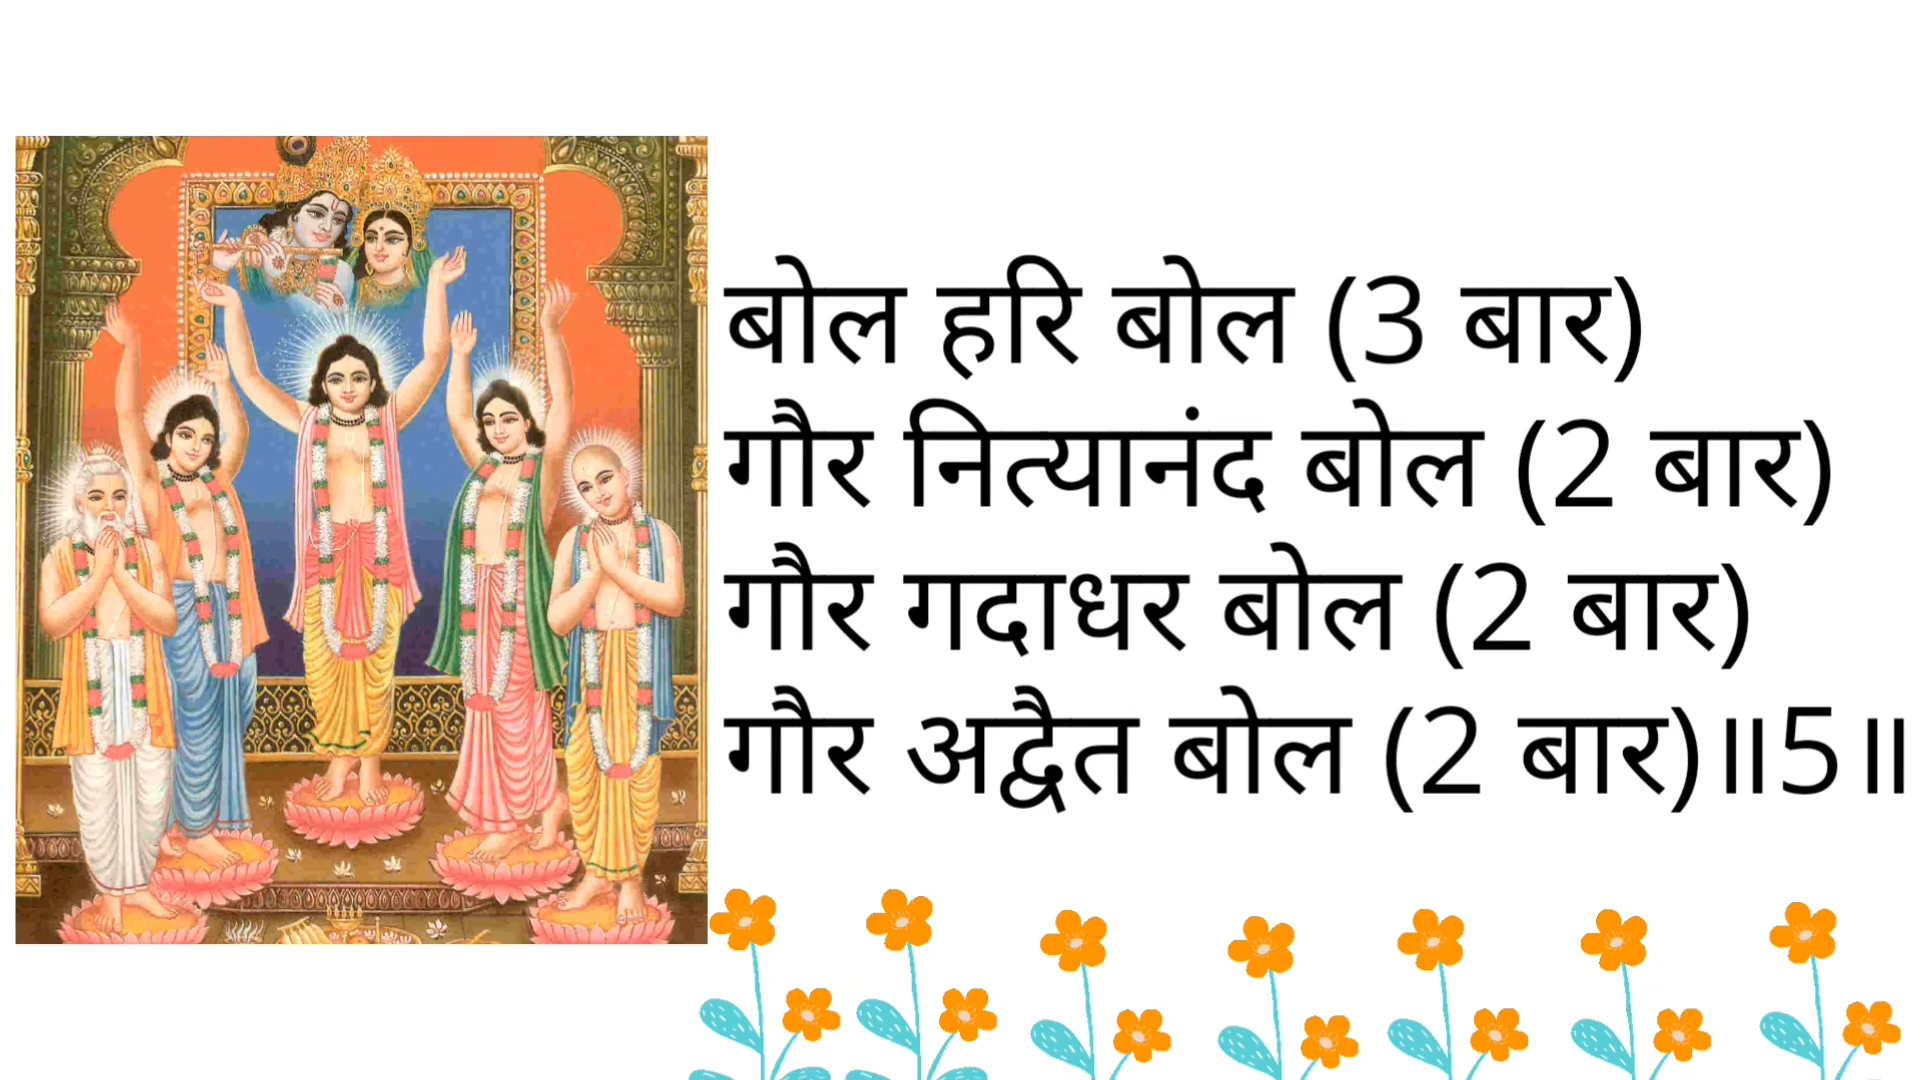 बोल हरि बोल (3 बार)
गौर नित्यानंद बोल (2 बार)
गौर गदाधर बोल (2 बार)
गौर अद्वैत बोल (2 बार)॥5॥